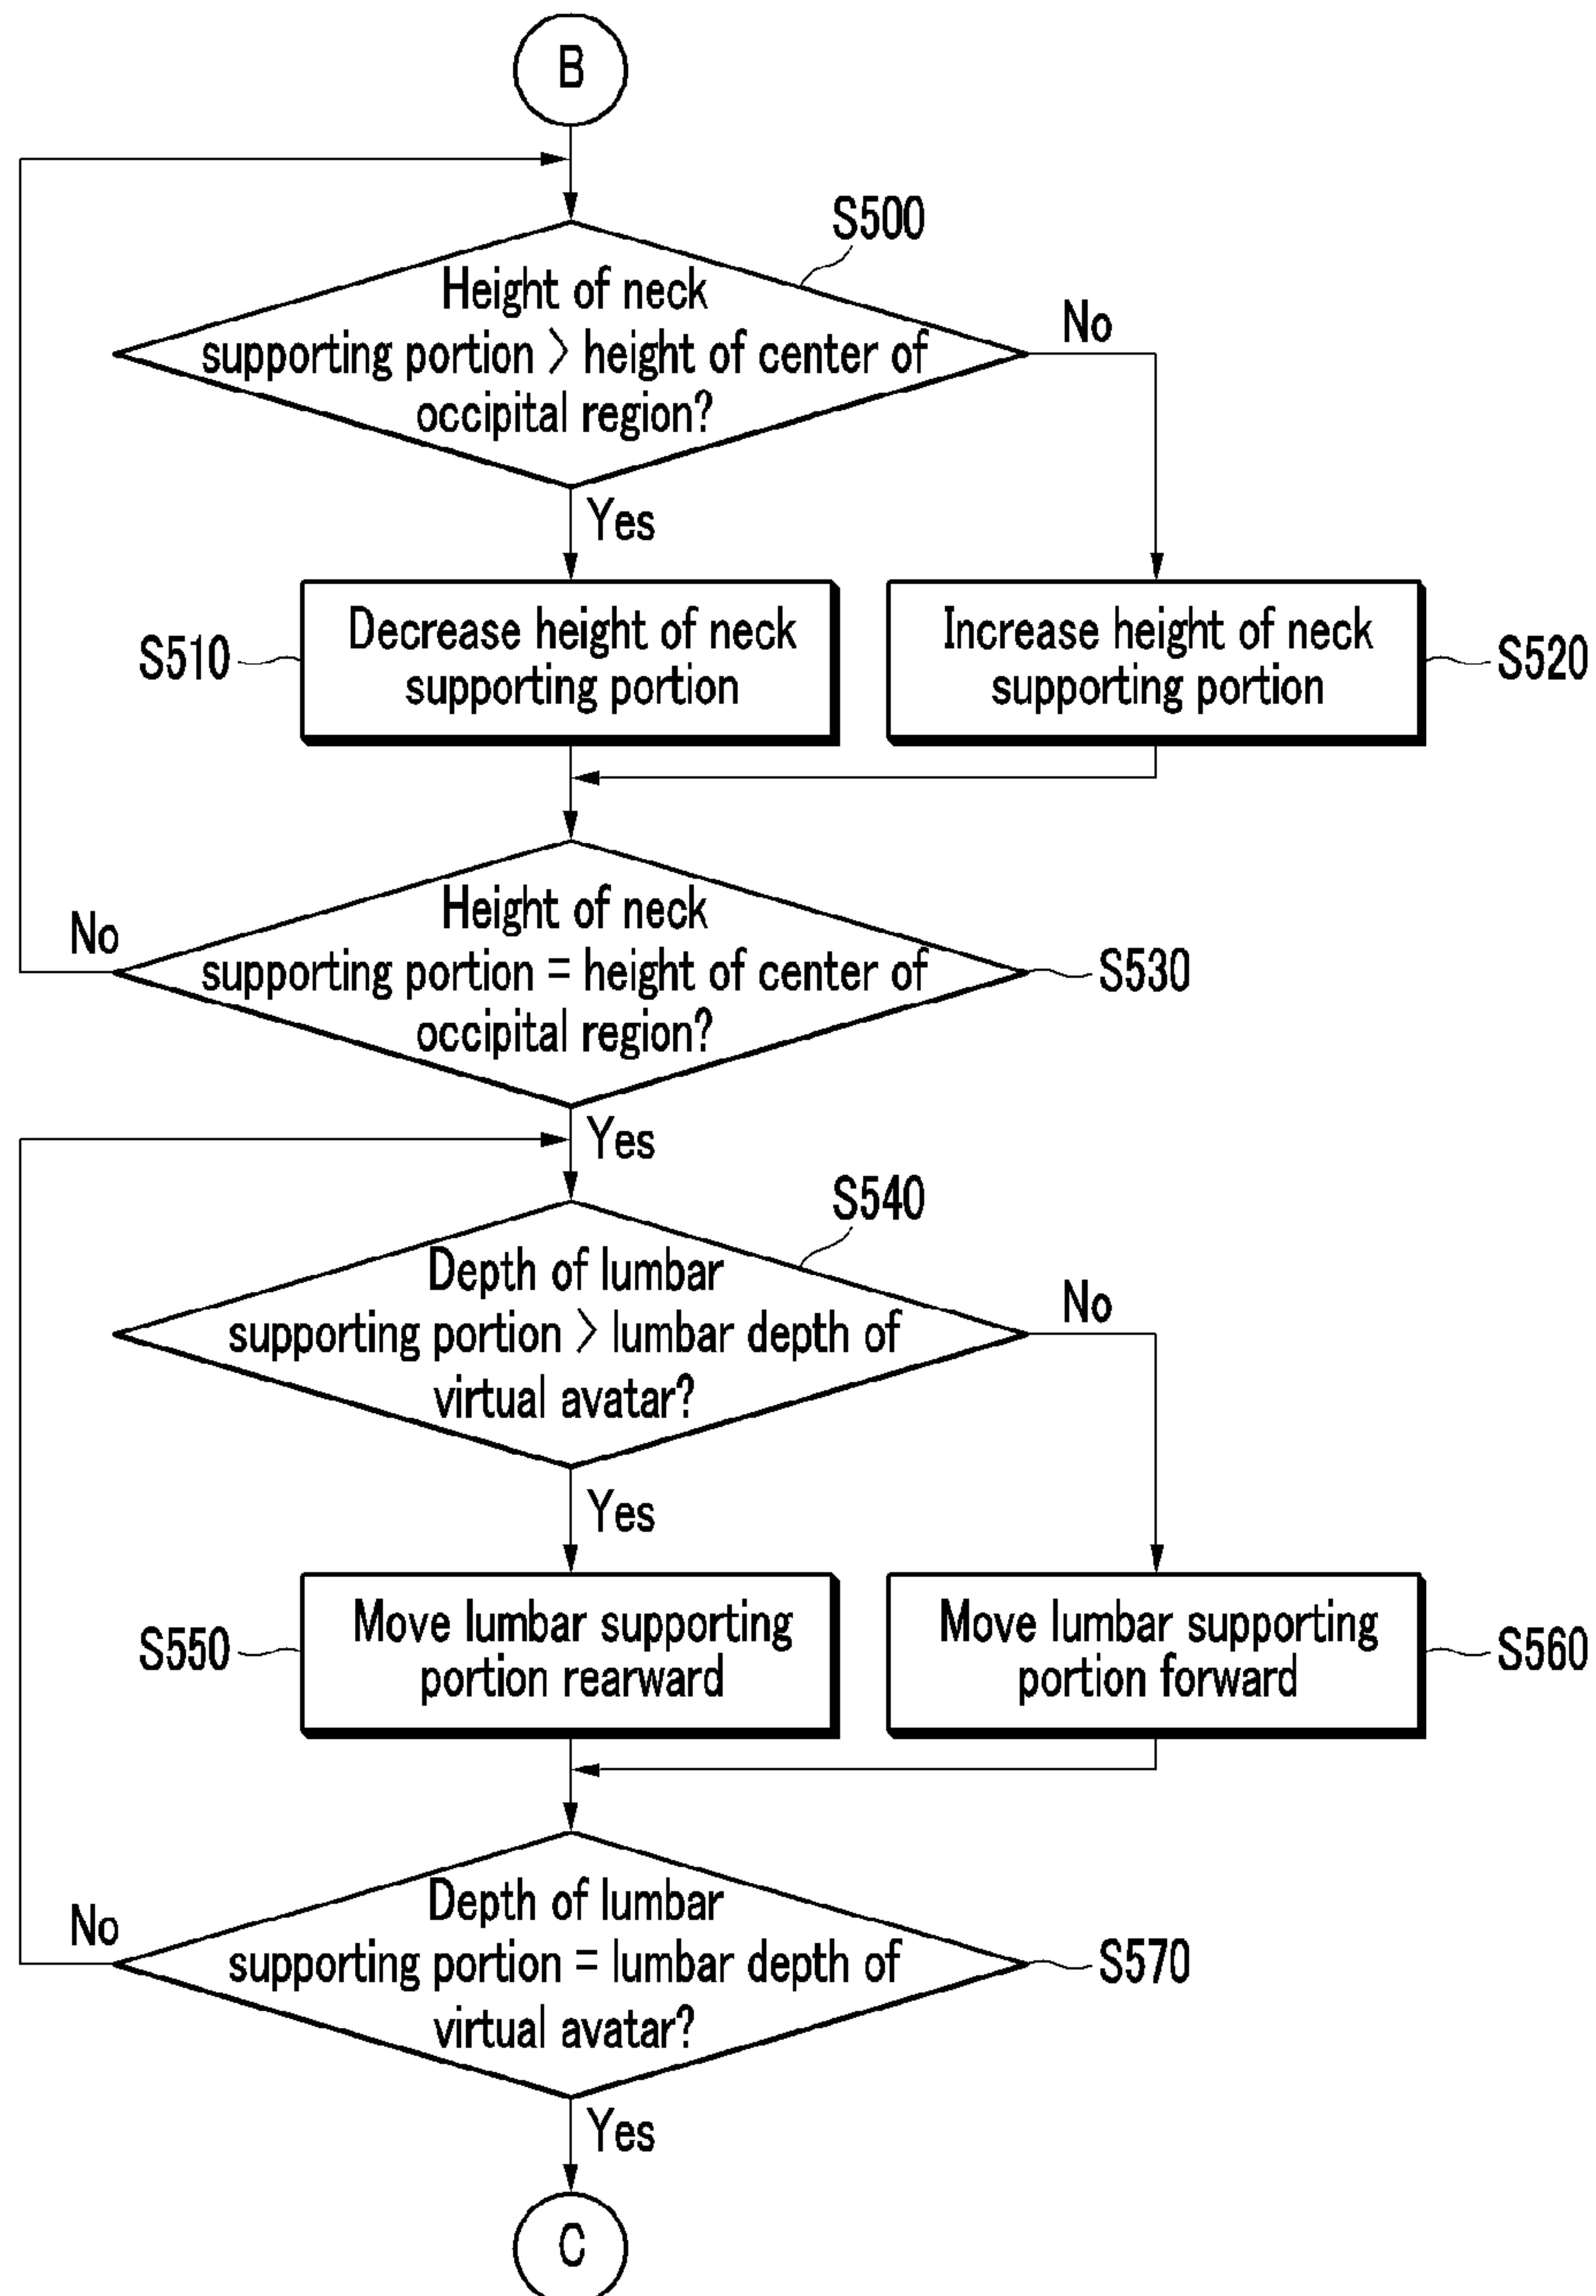 B
S500
Height of neck
supporting portion > height of center of
occipital region?
No
Yes
S510
Decrease height of neck
supporting portion
Increase height of neck
supporting portion
S520
Height of neck
No
supporting portion = height of center of
S530
occipital region?
Yes
S540
Depth of lumbar
supporting portion > lumbar depth of
virtual avatar?
No
Yes
S550
Move lumbar supporting
portion rearward
Move lumbar supporting
portion forward
S560
Depth of lumbar
No
supporting portion = lumbar depth of
S570
virtual avatar?
Yes
C